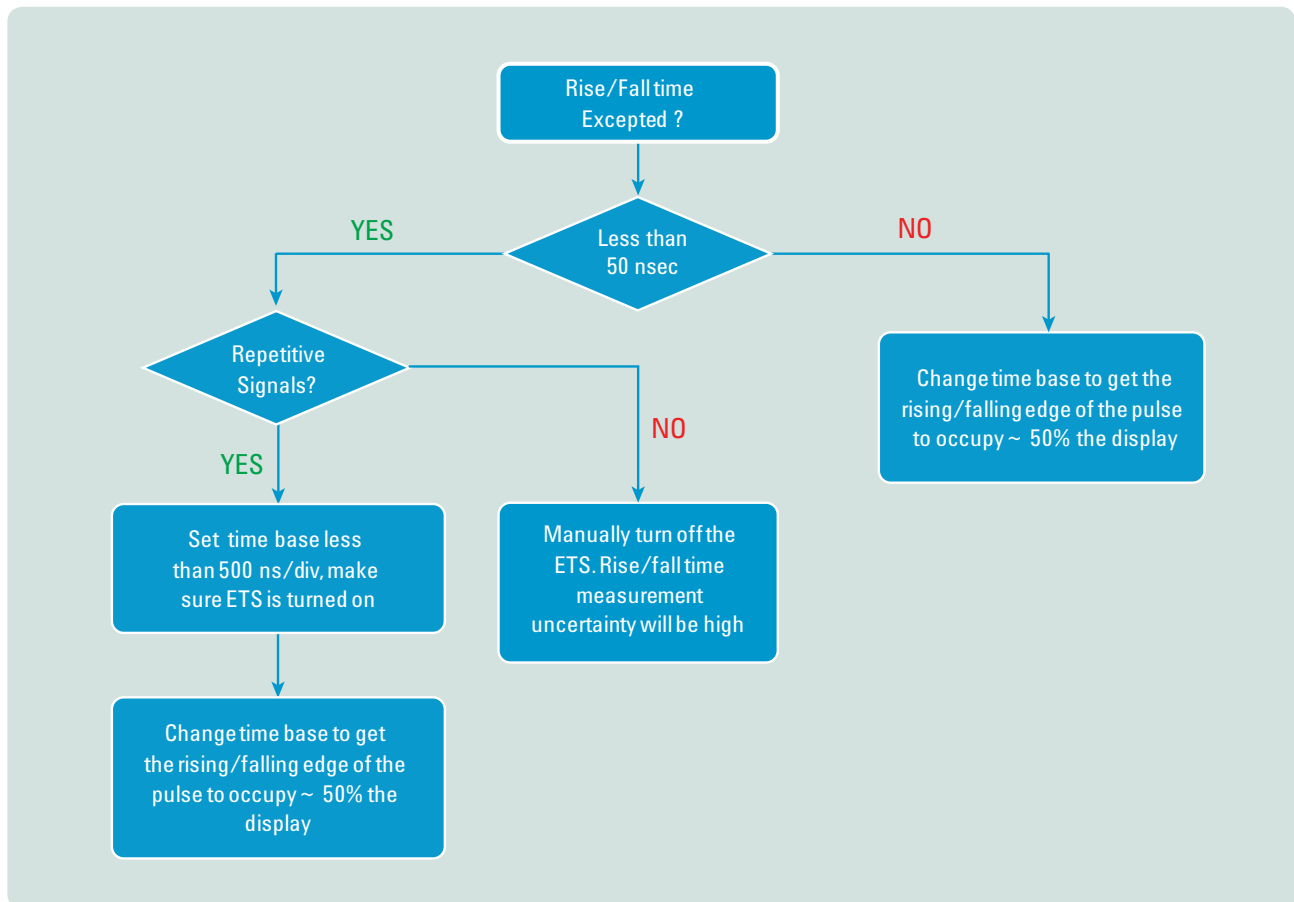 Rise/Fall time
Excepted ?
Less than
50 nsec
YES
NO
Repetitive
Signals?
YES
NO
Change time base to get the
rising/falling edge of the pulse
to occupy ~ 50% the display
Set time base less
than 500 ns/div, make
sure ETS is turned on
Manually turn off the
ETS. Rise/fall time
measurement
uncertainty will be high
Change time base to get
the rising/falling edge of the
pulse to occupy ~ 50% the
display